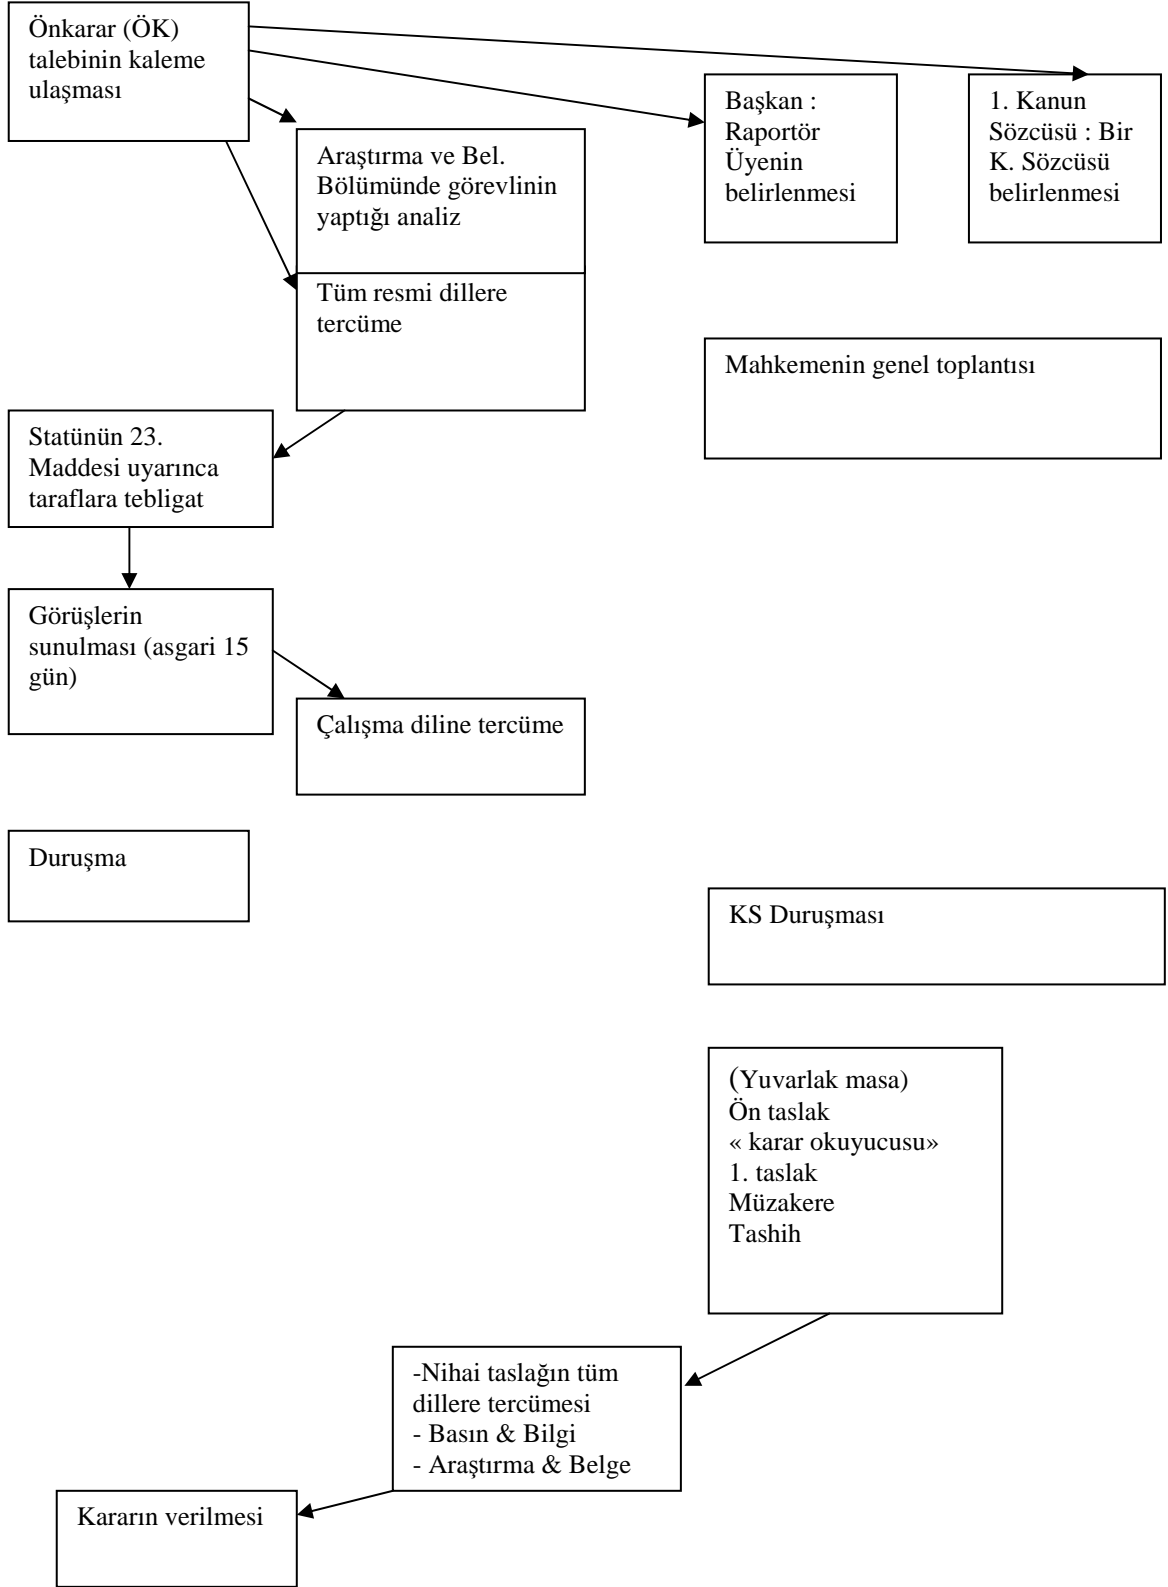 Önkarar (ÖK)
talebinin kaleme
ulaşması
Başkan :
Raportör
Üyenin
belirlenmesi
1. Kanun
Sözcüsü : Bir
K. Sözcüsü
belirlenmesi
Araştırma ve Bel.
Bölümünde görevlinin
yaptığı analiz
Tüm resmi dillere
tercüme
Mahkemenin genel toplantısı
Statünün 23.
Maddesi uyarınca
taraflara tebligat
Görüşlerin
sunulması (asgari 15
gün)
Çalışma diline tercüme
Duruşma
KS Duruşması
(Yuvarlak masa)
Ön taslak
« karar okuyucusu»
1. taslak
Müzakere
Tashih
-Nihai taslağın tüm
dillere tercümesi
- Basın & Bilgi
- Araştırma & Belge
Kararın verilmesi